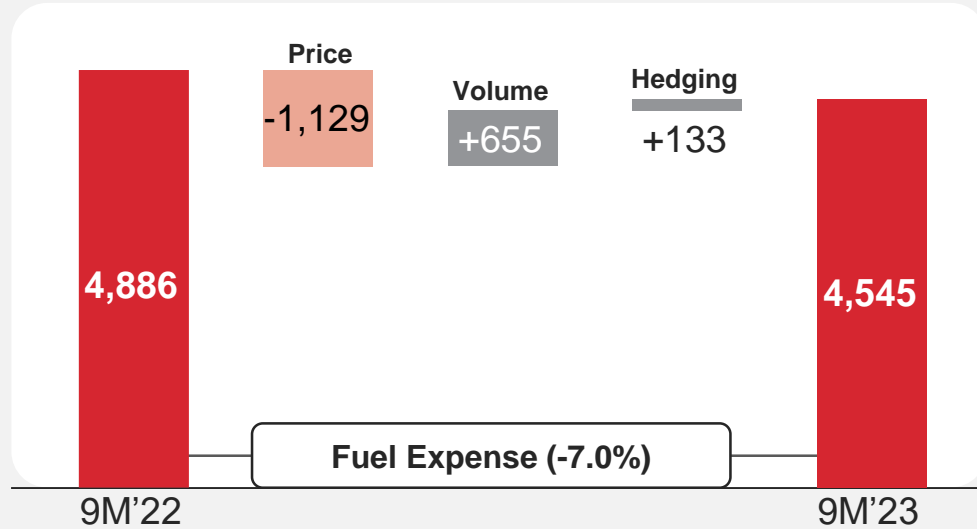 Price
-1,129
Volume
+655
Hedging
+133
4,886
4,545
Fuel Expense (-7.0%)
9M’22
9M’23